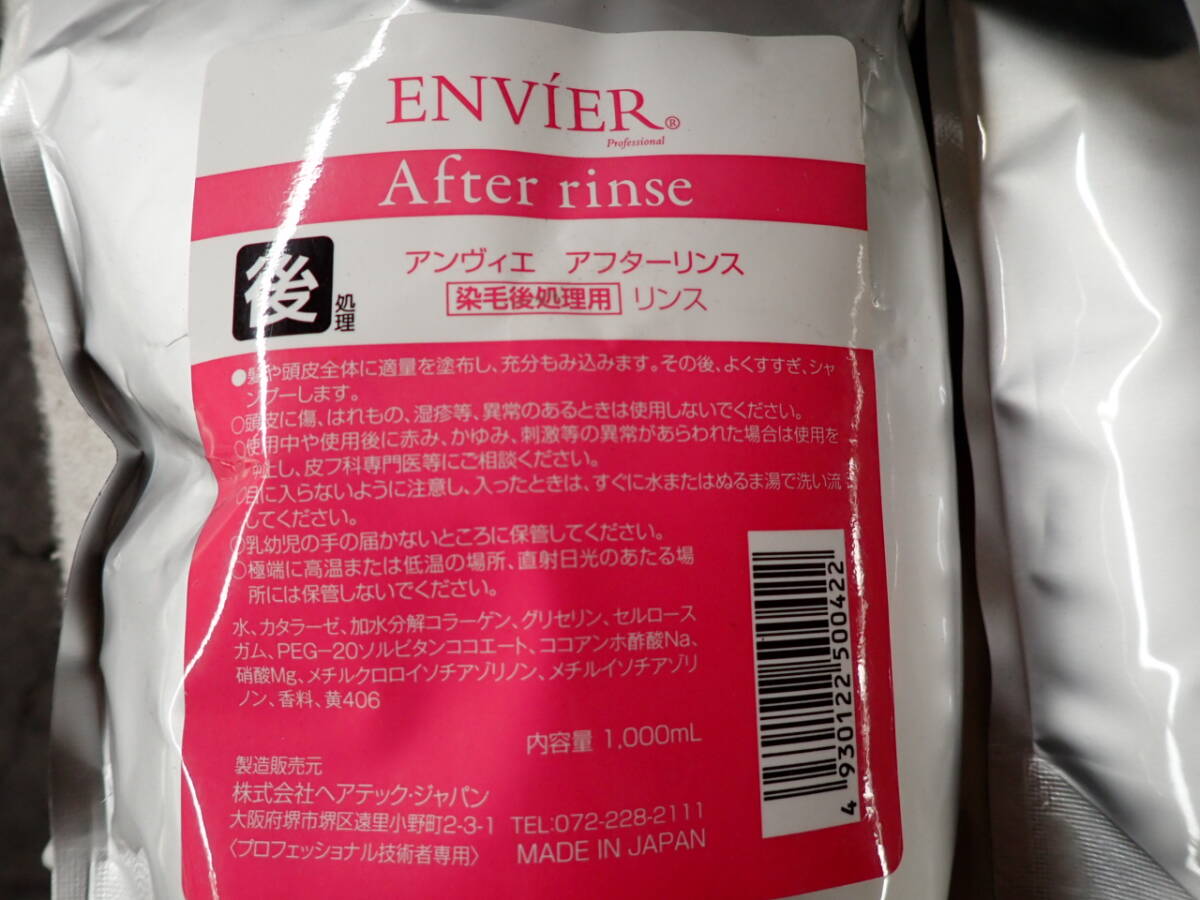 ENVÍER®
Professional
After rinse
後
処理
アンヴィエ アフターリンス
染毛後処理用 リンス
●髪や頭皮全体に適量を塗布し、充分もみ込みます。その後、よくすすぎ、シャ
ンプーします。
○頭皮に傷、はれもの、湿疹等、異常のあるときは使用しないでください。
○使用中や使用後に赤み、かゆみ、刺激等の異常があらわれた場合は使用を
中止し、皮フ科専門医等にご相談ください。
○目に入らないように注意し、入ったときは、すぐに水またはぬるま湯で洗い流
してください。
○乳幼児の手の届かないところに保管してください。
○極端に高温または低温の場所、直射日光のあたる場
所には保管しないでください。
水、カタラーゼ、加水分解コラーゲン、グリセリン、セルロース
ガム、PEG-20ソルビタンココエート、ココアンホ酢酸Na、
硝酸Mg、メチルクロロイソチアゾリノン、メチルイソチアゾリ
ノン、香料、黄406
内容量 1,000mL
製造販売元
株式会社ヘアテック・ジャパン
大阪府堺市堺区遠里小野町2-3-1 TEL:072-228-2111
〈プロフェッショナル技術者専用〉 MADE IN JAPAN
4 930122 500422